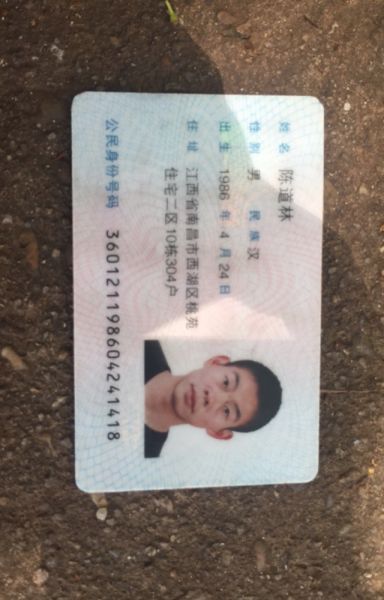 姓名 陈道林
性别 男 民族 汉
出生 1986 年 4 月 24 日
住址 江西省南昌市西湖区桃苑
住宅二区10栋304户
公民身份号码 360121198604241418